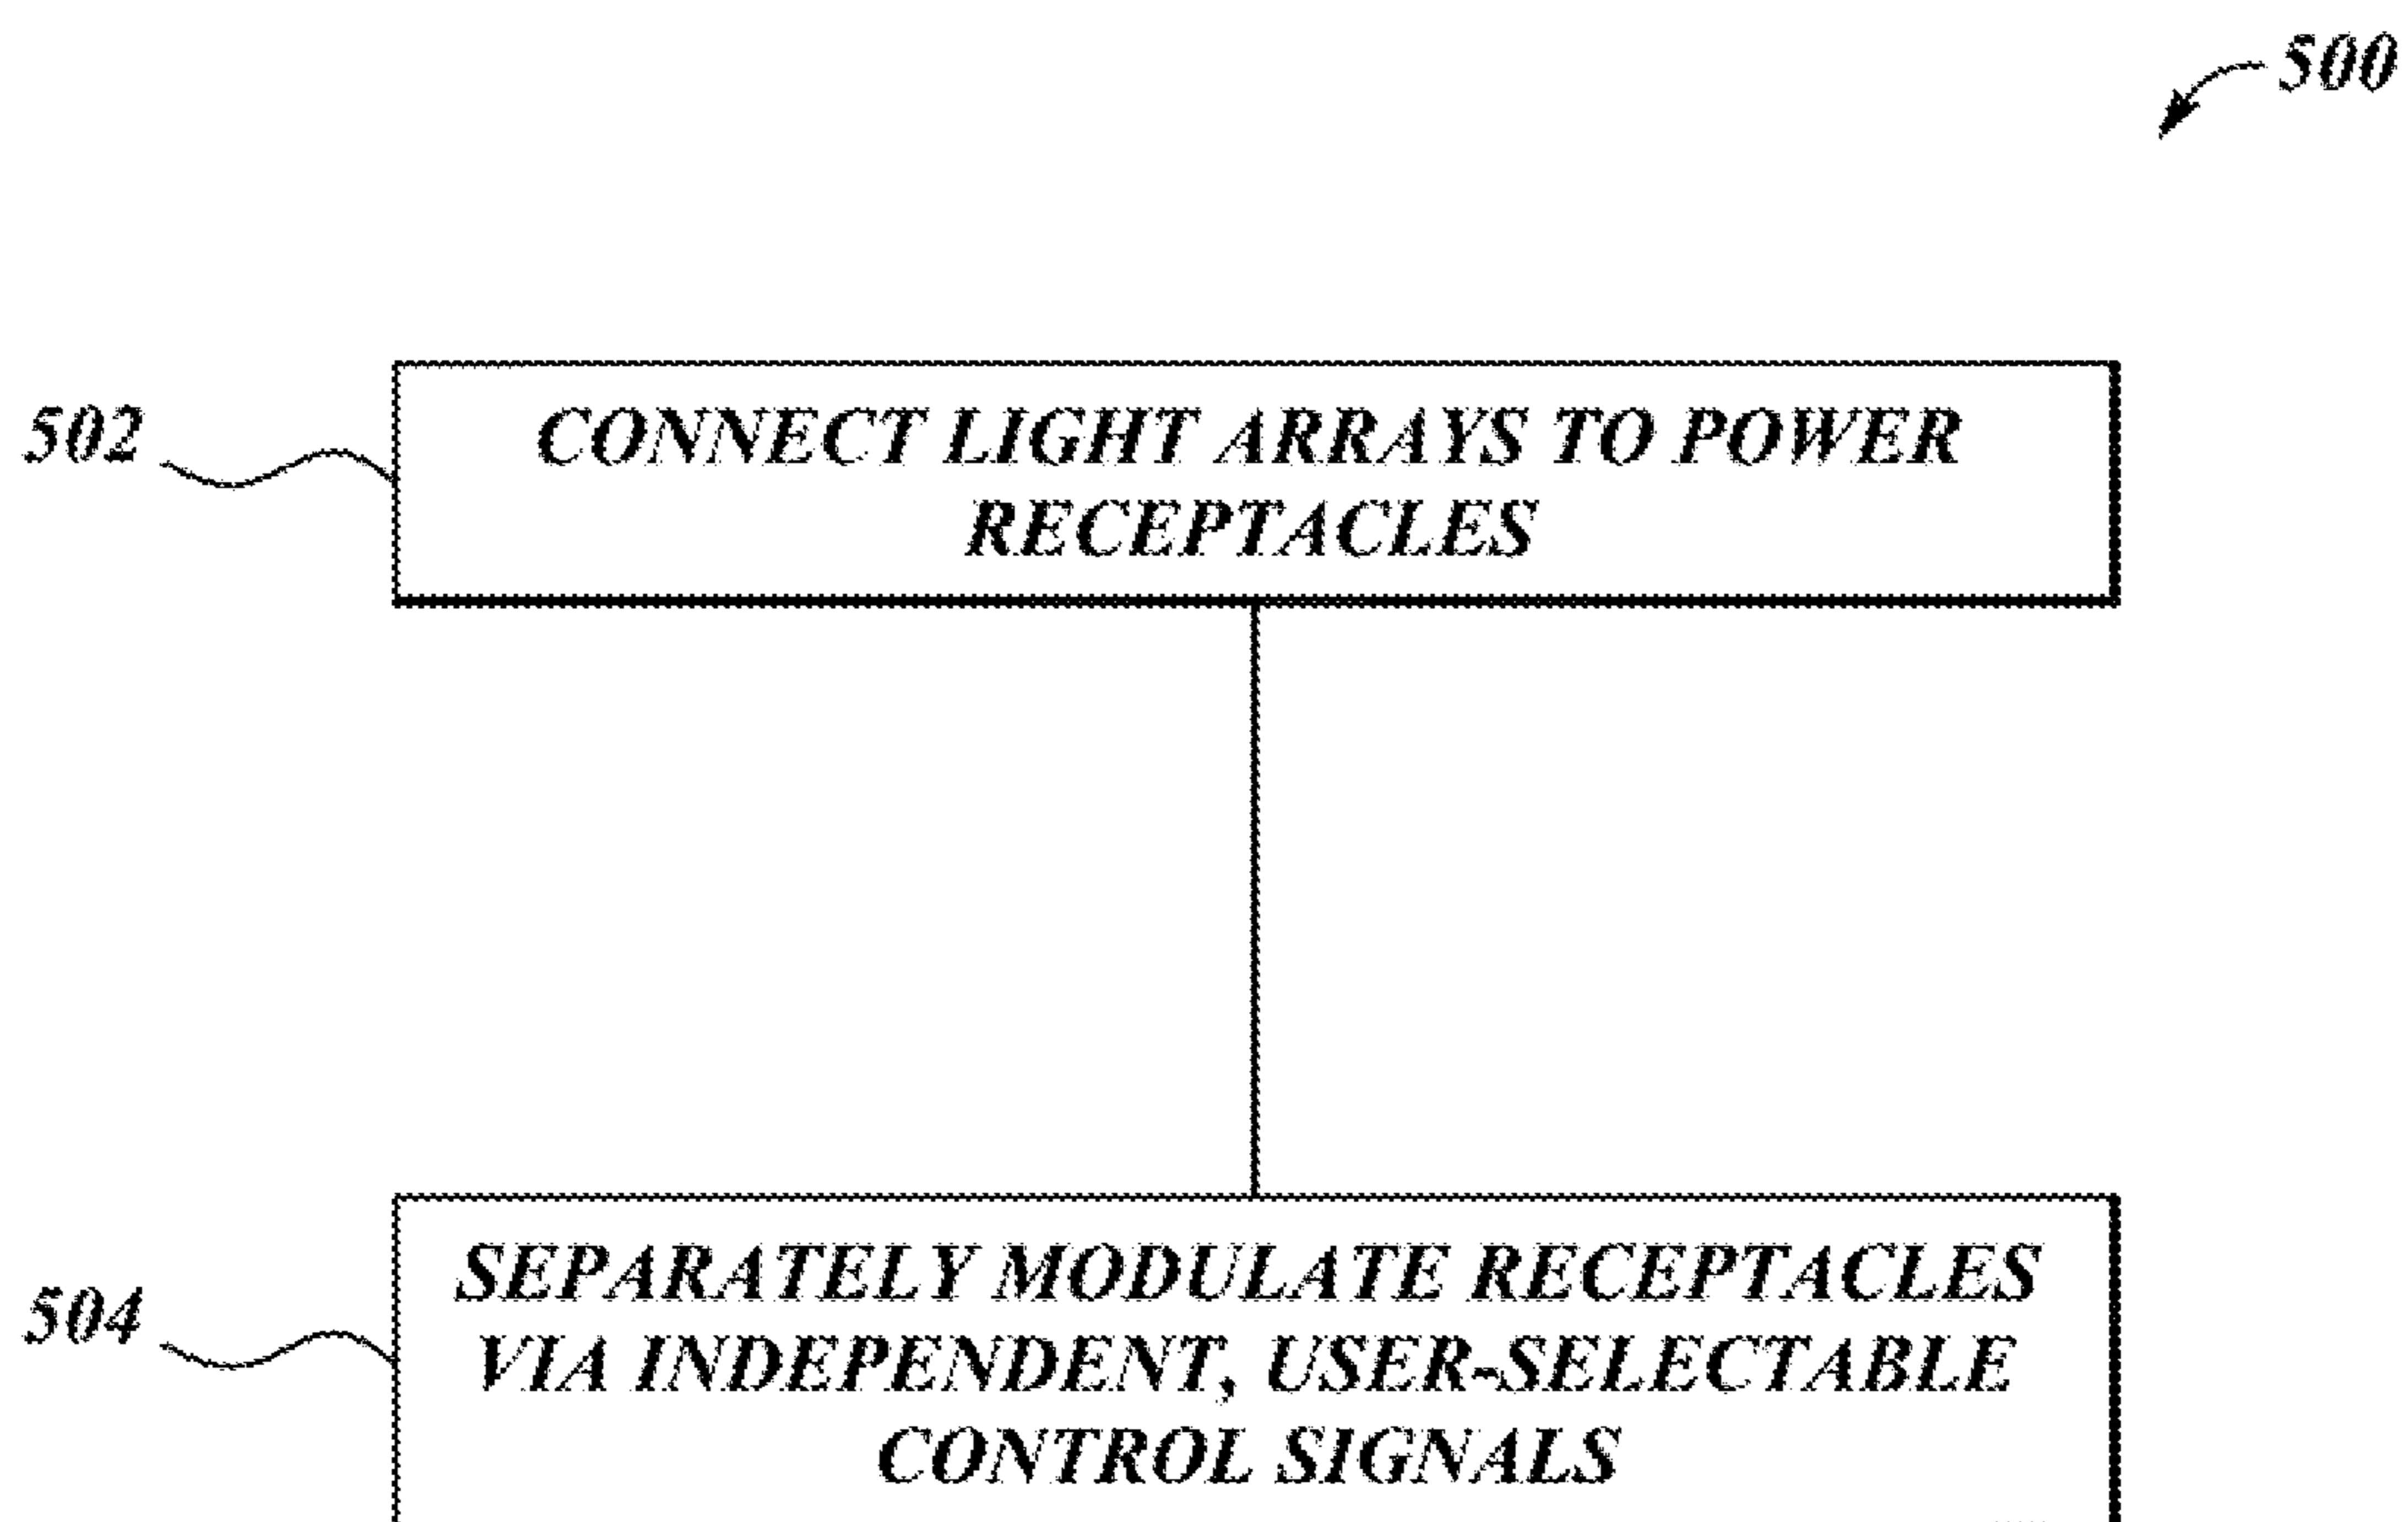 500
502
CONNECT LIGHT ARRAYS TO POWER
RECEPTACLES
504
SEPARATELY MODULATE RECEPTACLES
VIA INDEPENDENT, USER-SELECTABLE
CONTROL SIGNALS